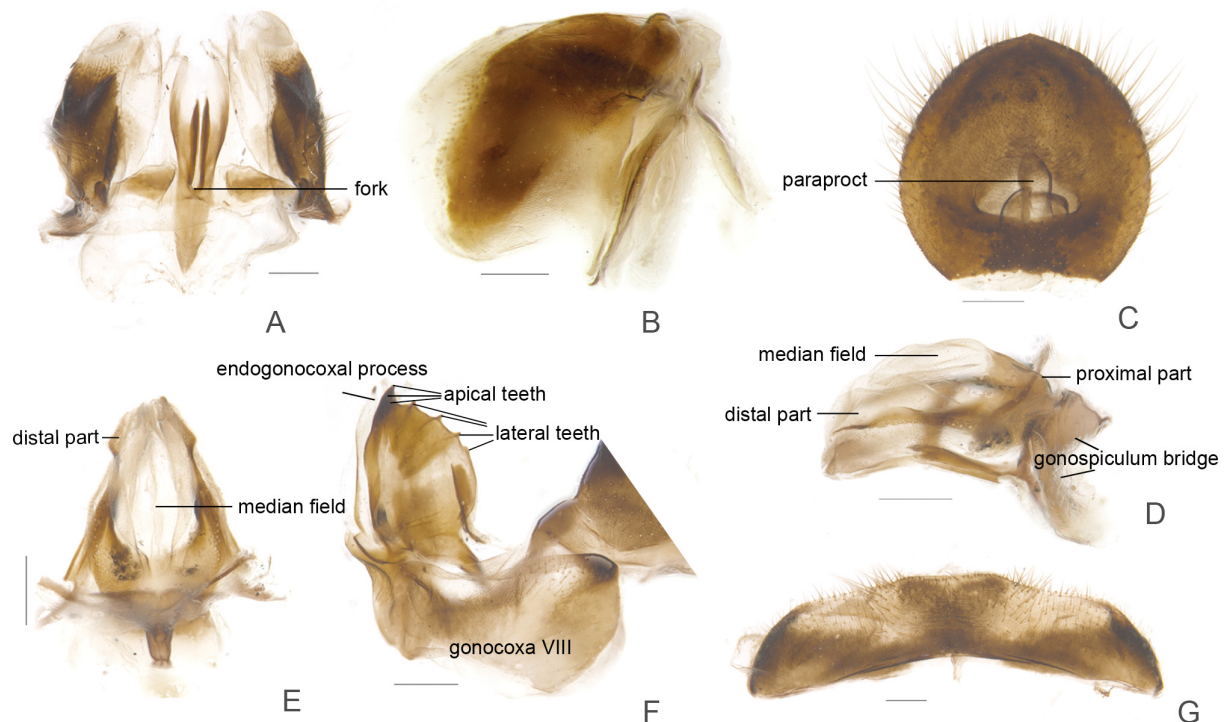 fork
A
B
paraproct
C
median field
proximal part
distal part
gonospiculum bridge
D
distal part
median field
E
endogonocoxal process
apical teeth
lateral teeth
gonocoxa VIII
F
G